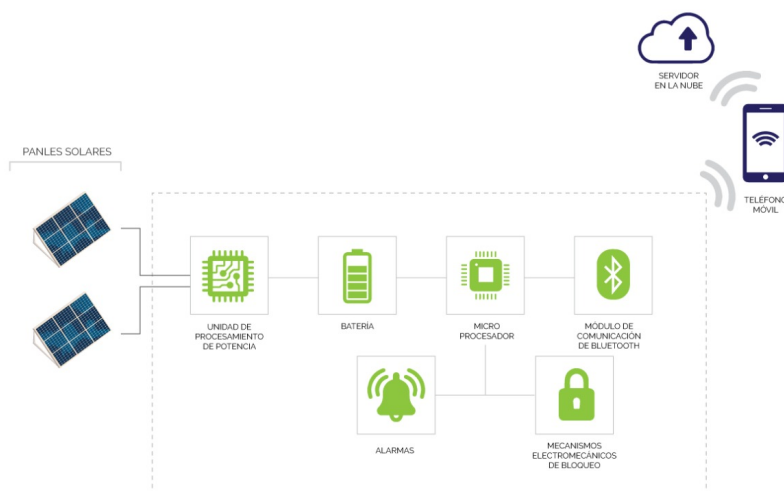 SERVIDOR
EN LA NUBE
PANLES SOLARES
TELÉFONO
MÓVIL
UNIDAD DE
PROCESAMIENTO
DE POTENCIA
BATERÍA
MICRO
PROCESADOR
MÓDULO DE
COMUNICACIÓN
DE BLUETOOTH
ALARMAS
MECANISMOS
ELECTROMECÁNICOS
DE BLOQUEO